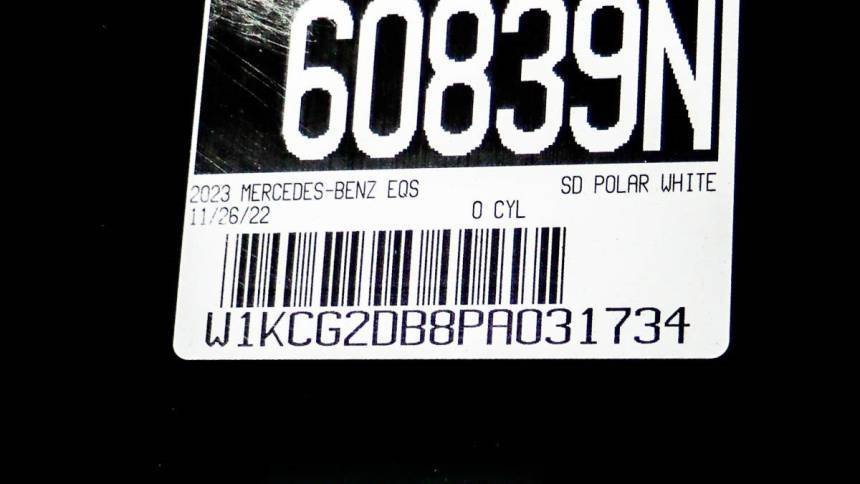 60839N
2023 MERCEDES-BENZ EQS SD POLAR WHITE
11/26/22 0 CYL
W1KCG2DB8PA031734